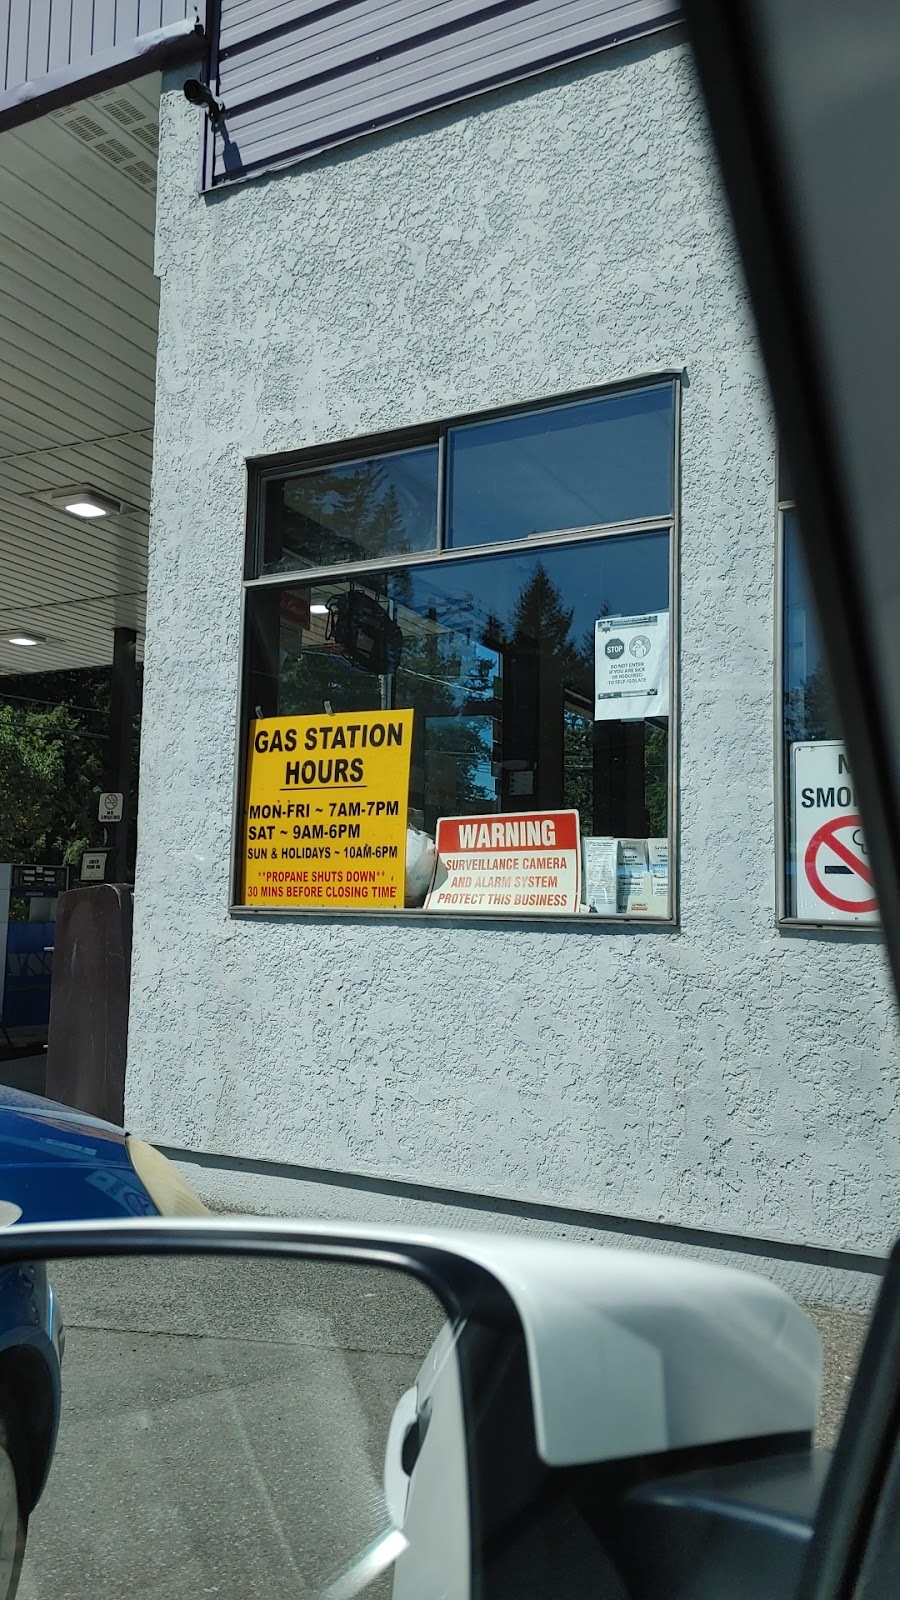 STOP
DO NOT ENTER
IF YOU ARE SICK
OR REQUIRED
TO SELF-ISOLATE
GAS STATION
HOURS
MON-FRI ~ 7AM-7PM
SAT ~ 9AM-6PM
SUN & HOLIDAYS ~ 10AM-6PM
**PROPANE SHUTS DOWN**
30 MINS BEFORE CLOSING TIME
WARNING
SURVEILLANCE CAMERA
AND ALARM SYSTEM
PROTECT THIS BUSINESS
NO
SMOKING